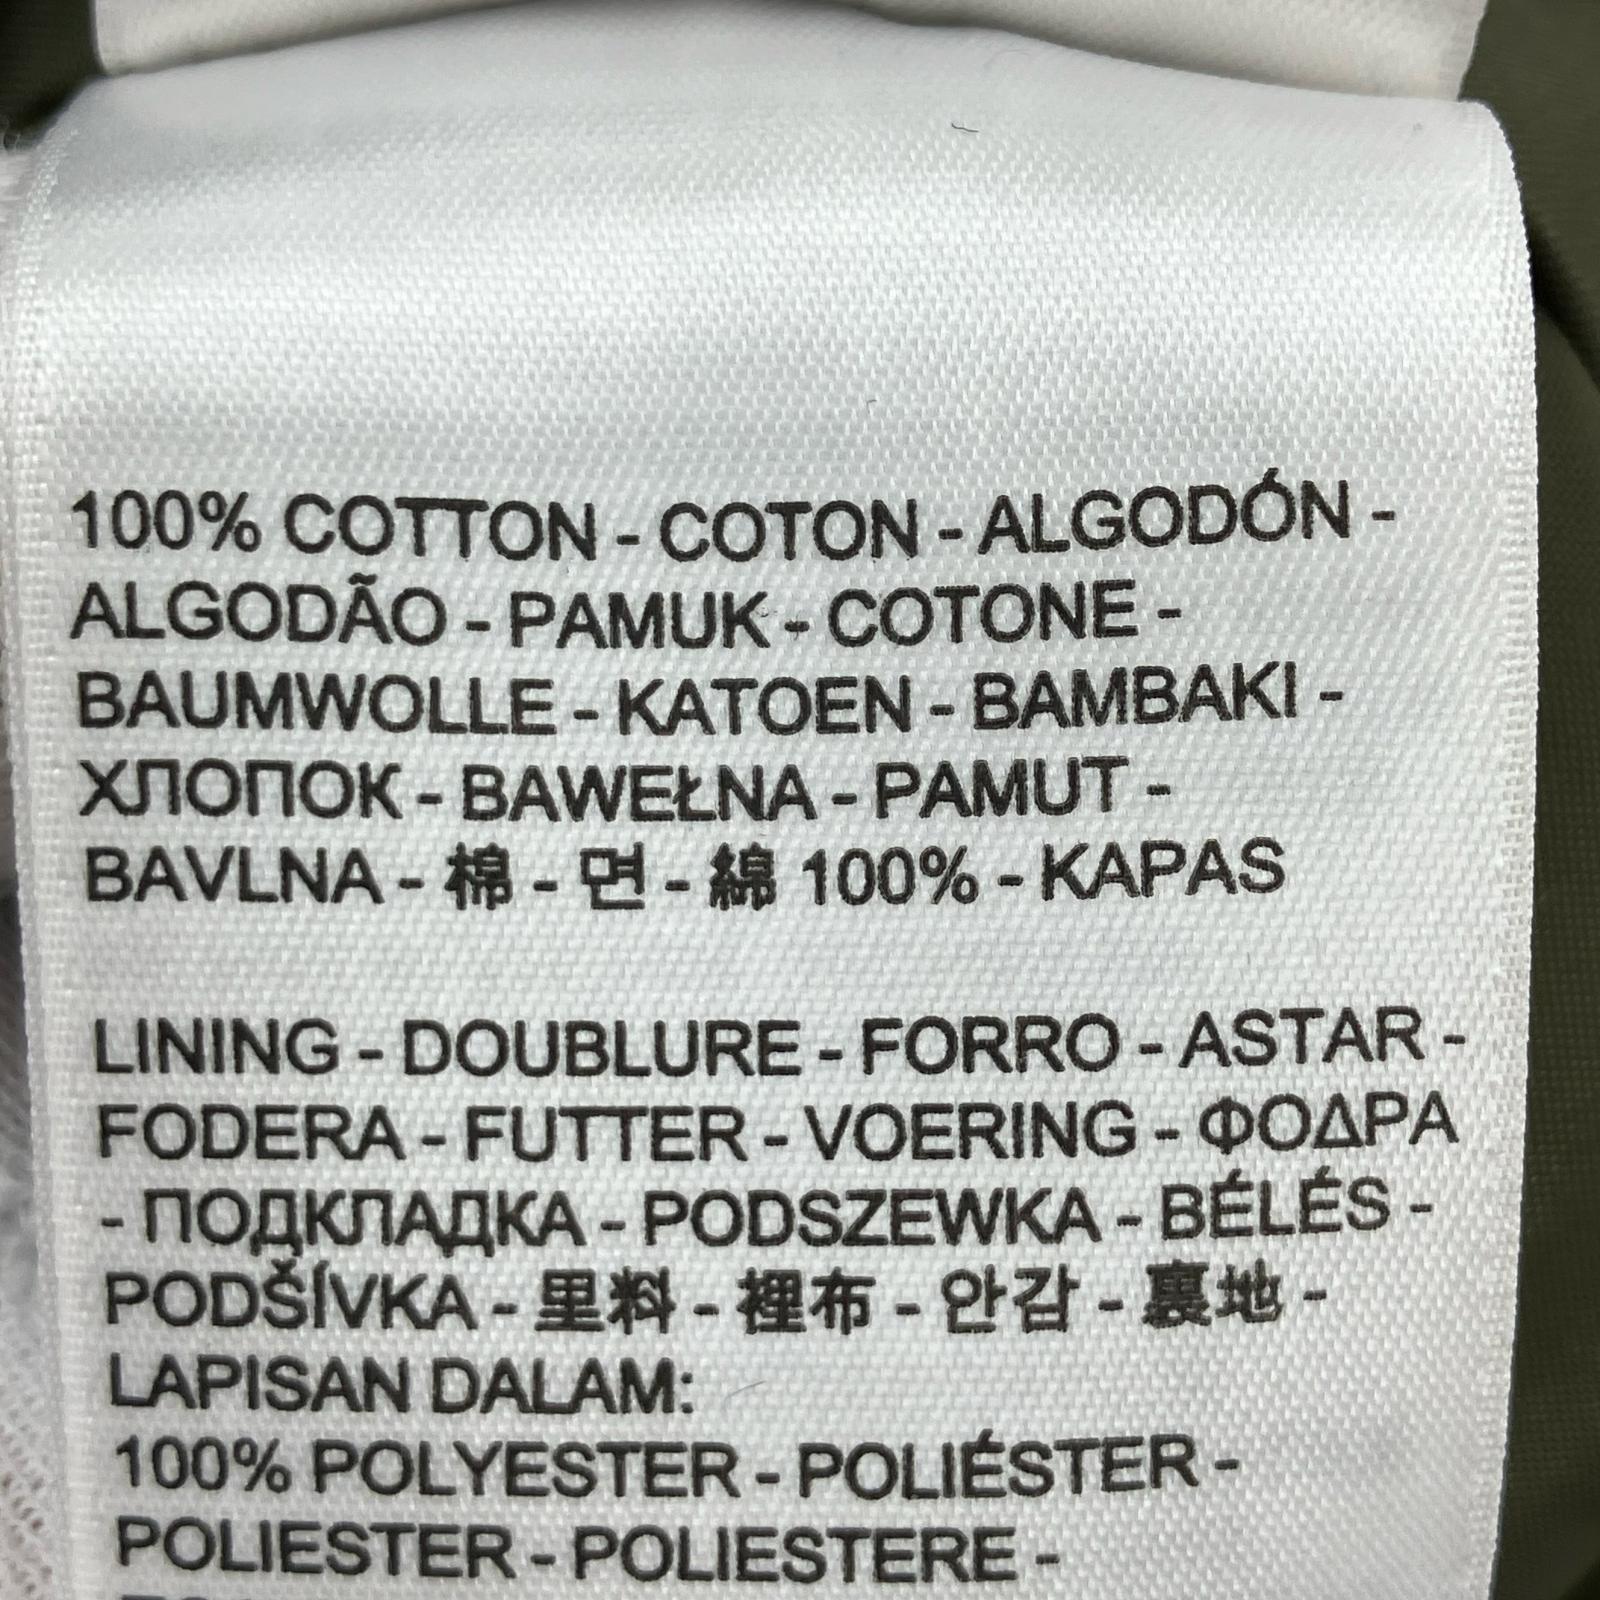 100% COTTON - COTON - ALGODÓN -
ALGODÃO - PAMUK - COTONE -
BAUMWOLLE - KATOEN - BAMBAKI -
ХЛОПОК - BAWEŁNA - PAMUT -
BAVLNA - 棉 - 면 - 綿 100% - KAPAS
LINING - DOUBLURE - FORRO - ASTAR -
FODERA - FUTTER - VOERING - ΦΟΔΡΑ
- ПОДКЛАДКА - PODSZEWKA - BÉLÉS -
PODŠÍVKA - 里料 - 裡布 - 안감 - 裏地 -
LAPISAN DALAM:
100% POLYESTER - POLIÉSTER -
POLIESTER - POLIESTERE -